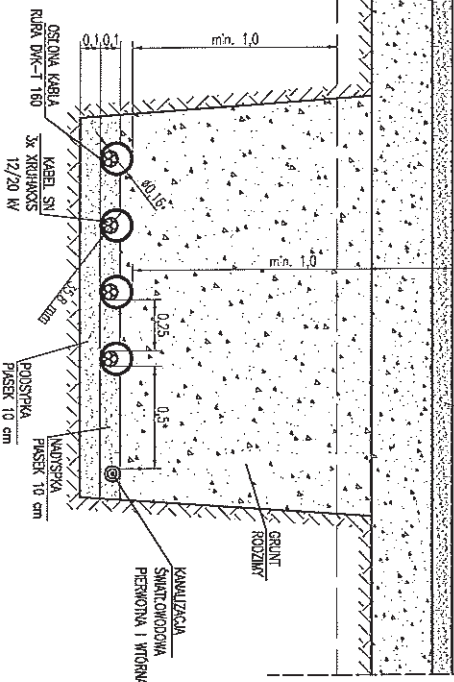 0,1
0,1
min. 1,0
min. 1,0
Ø0,16
35,8 mm
0,25
0,5
OSŁONA KABLA
RURA DVK-T 160
KABEL SN
3x XRUHAKXS
12/20 kV
PODSYPKA
PIASEK 10 cm
NADSYPKA
PIASEK 10 cm
GRUNT
RODZIMY
KANALIZACJA
ŚWIATŁOWODOWA
PIERWOTNA I WTÓRNA